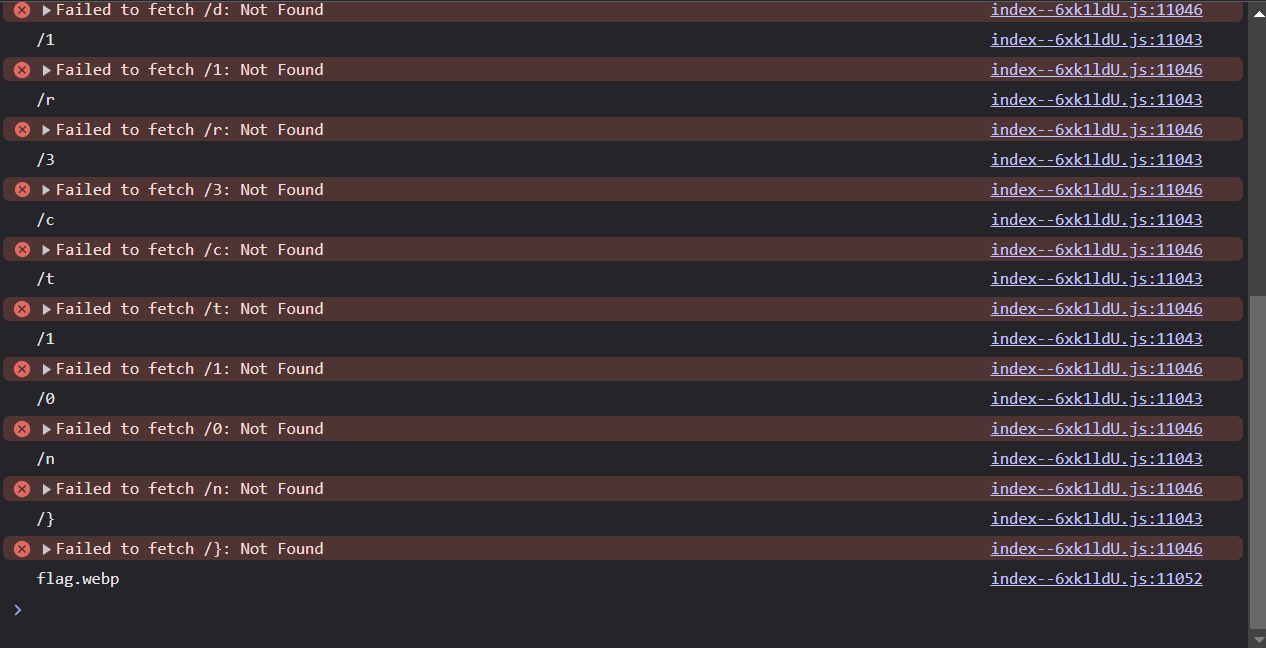 Failed to fetch /d: Not Found index--6xk1ldU.js:11046
/1 index--6xk1ldU.js:11043
Failed to fetch /1: Not Found index--6xk1ldU.js:11046
/r index--6xk1ldU.js:11043
Failed to fetch /r: Not Found index--6xk1ldU.js:11046
/3 index--6xk1ldU.js:11043
Failed to fetch /3: Not Found index--6xk1ldU.js:11046
/c index--6xk1ldU.js:11043
Failed to fetch /c: Not Found index--6xk1ldU.js:11046
/t index--6xk1ldU.js:11043
Failed to fetch /t: Not Found index--6xk1ldU.js:11046
/1 index--6xk1ldU.js:11043
Failed to fetch /1: Not Found index--6xk1ldU.js:11046
/0 index--6xk1ldU.js:11043
Failed to fetch /0: Not Found index--6xk1ldU.js:11046
/n index--6xk1ldU.js:11043
Failed to fetch /n: Not Found index--6xk1ldU.js:11046
/} index--6xk1ldU.js:11043
Failed to fetch /}: Not Found index--6xk1ldU.js:11046
flag.webp index--6xk1ldU.js:11052